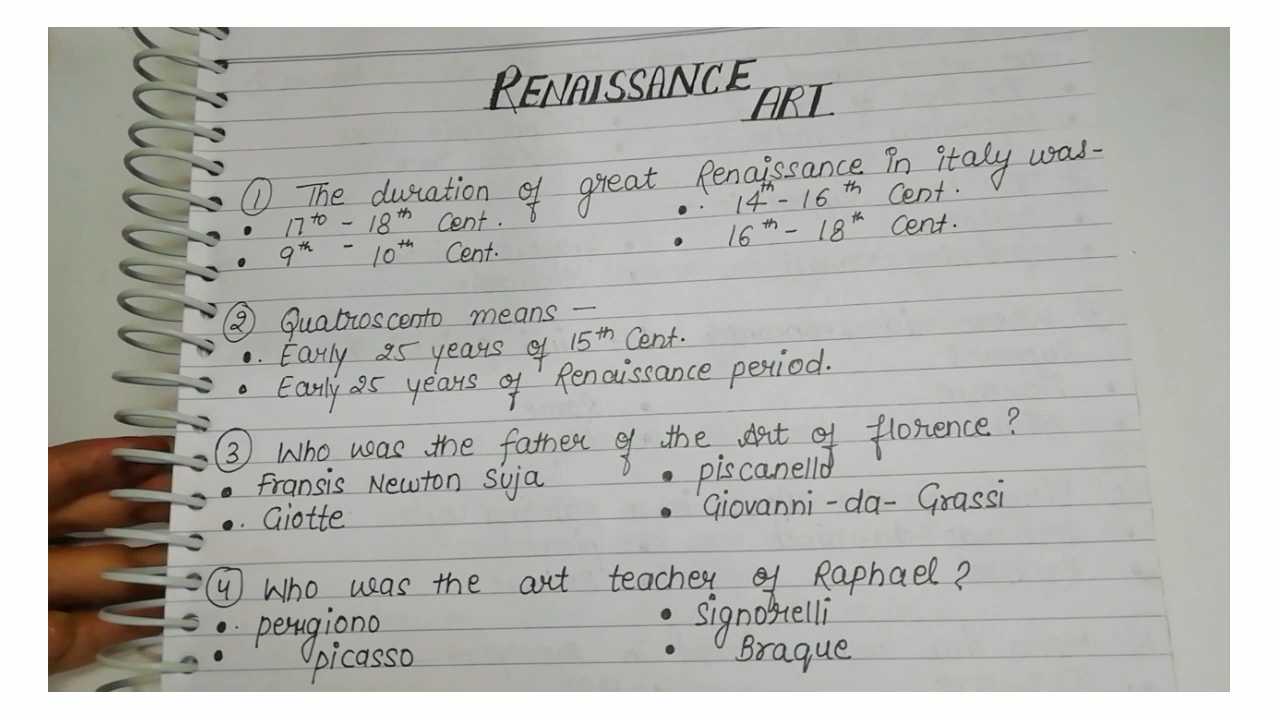 RENAISSANCE
ART
① The duration of great Renaissance in italy was-
• 17to - 18th Cent. •. 14th - 16th Cent.
• 9th - 10th Cent. • 16th - 18th Cent.
② Quatroscento means –
•. Early 25 years of 15th Cent.
• Early 25 years of Renaissance period.
③ Who was the father of the Art of florence?
• Fransis Newton Suja • piscanello
•. Giotte • Giovanni - da - Grassi
④ Who was the art teacher of Raphael?
•. perugiono • Signorelli
• picasso • Braque